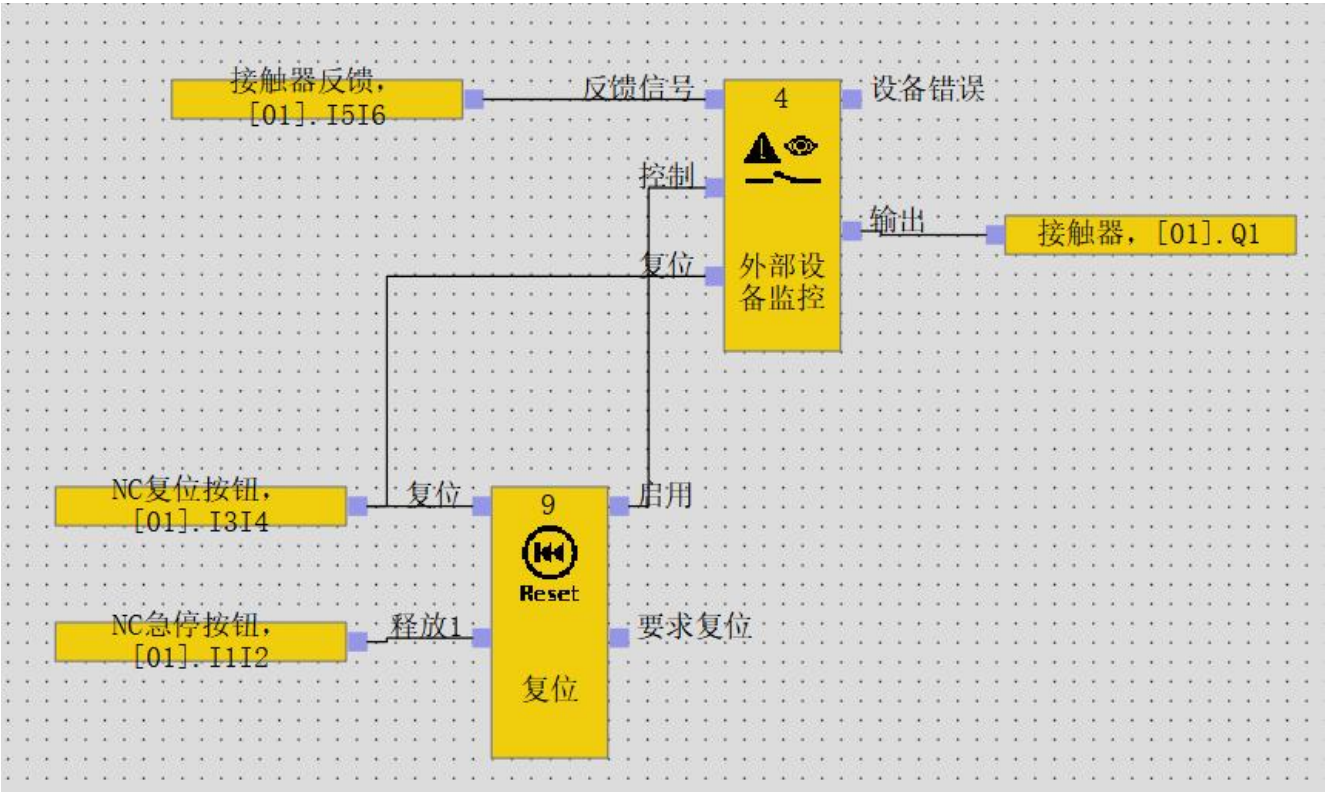 接触器反馈，
[01].I5I6
反馈信号
4
设备错误
控制
输出
接触器，[01].Q1
复位
外部设
备监控
NC复位按钮，
[01].I3I4
复位
9
启用
Reset
NC急停按钮，
[01].I1I2
释放1
要求复位
复位